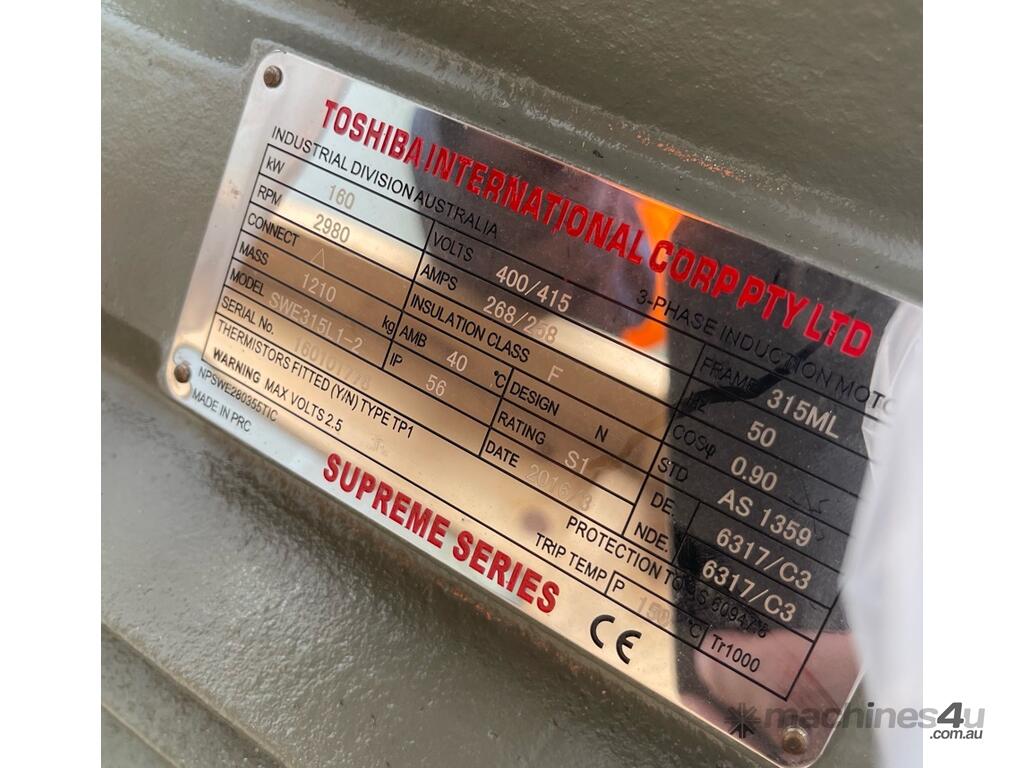 TOSHIBA INTERNATIONAL CORP PTY LTD
INDUSTRIAL DIVISION AUSTRALIA 3-PHASE INDUCTION
kW 160 VOLTS 400/415 FRAME 315ML
RPM 2980 AMPS 268/258 HZ 50
CONNECT △ INSULATION CLASS F COSφ 0.90
MASS 1210 kg AMB 40 °C DESIGN N STD AS 1359
MODEL SWE315L1-2 IP 56 RATING S1 DE. 6317/C3
SERIAL No. DATE 2016/3 NDE. 6317/C3
THERMISTORS FITTED (Y/N) TYPE TP1 PROTECTION TO
WARNING MAX VOLTS 2.5 TRIP TEMP P °C Tr1000
NPSWE280355TIC
MADE IN PRC
SUPREME SERIES
CE
machines4u
.com.au